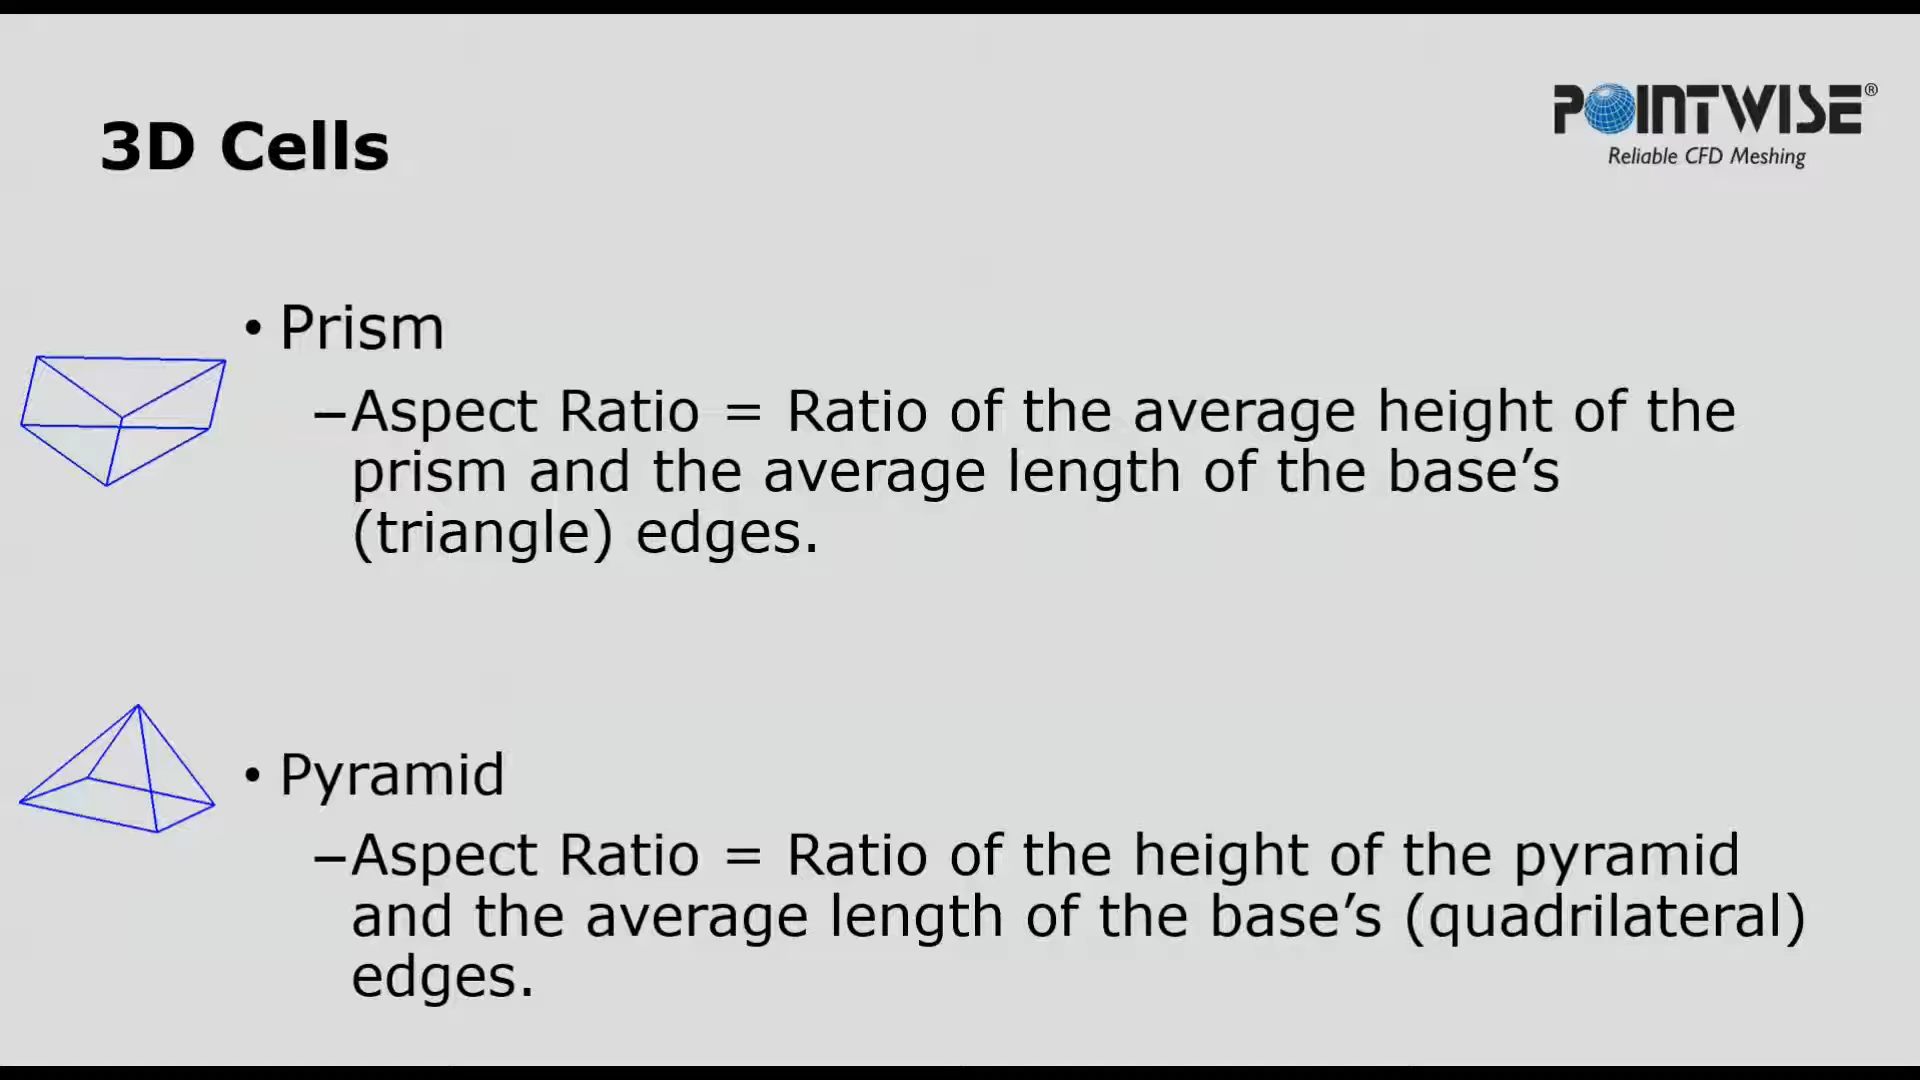 POINTWISE®
Reliable CFD Meshing
3D Cells
• Prism
–Aspect Ratio = Ratio of the average height of the
prism and the average length of the base’s
(triangle) edges.
• Pyramid
–Aspect Ratio = Ratio of the height of the pyramid
and the average length of the base’s (quadrilateral)
edges.